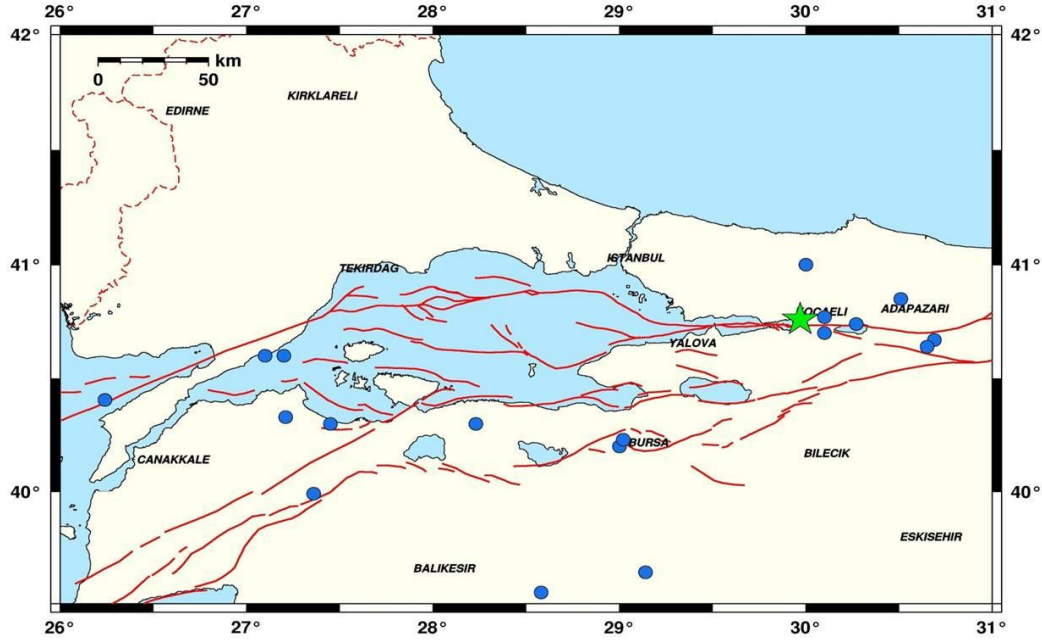 26° 27° 28° 29° 30° 31°
42° 42°
km
0 50
KIRKLARELI
EDIRNE
41° 41°
ISTANBUL
TEKIRDAG
ADAPAZARI
YALOVA
BURSA
40° 40°
CANAKKALE
BILECIK
ESKISEHIR
BALIKESIR
26° 27° 28° 29° 30° 31°